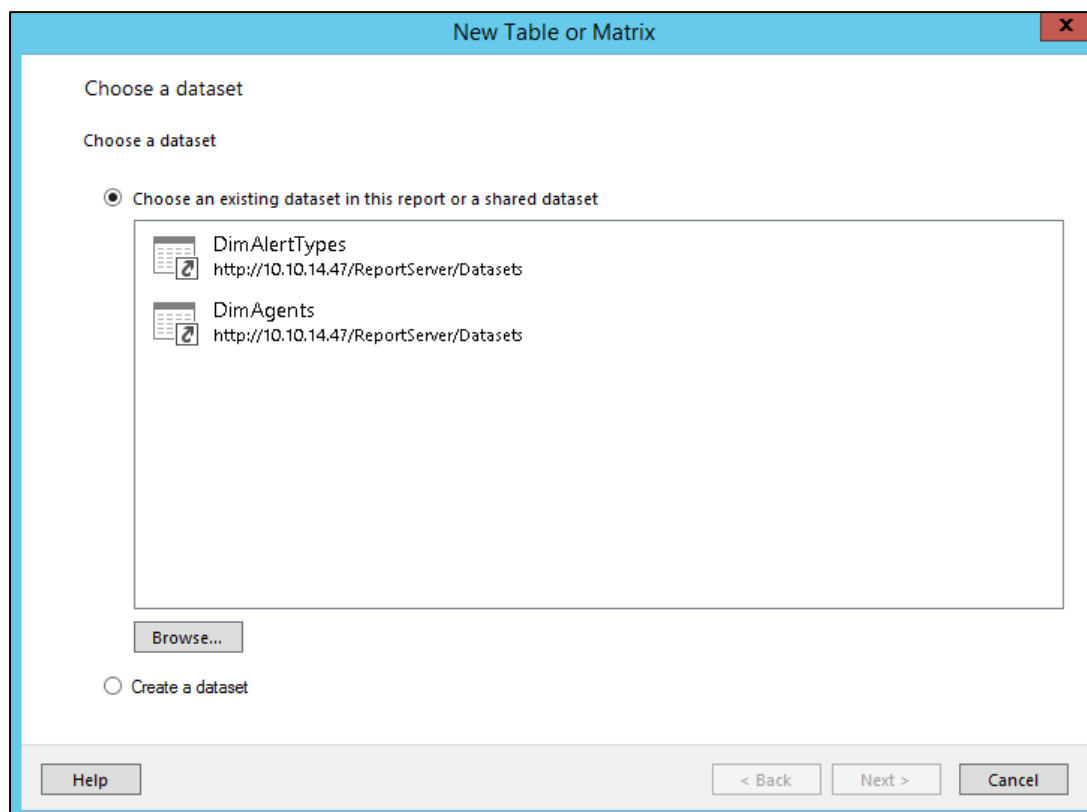 New Table or Matrix
x
Choose a dataset
Choose a dataset
Choose an existing dataset in this report or a shared dataset
DimAlertTypes
http://10.10.14.47/ReportServer/Datasets
DimAgents
http://10.10.14.47/ReportServer/Datasets
Browse...
Create a dataset
Help
< Back
Next >
Cancel